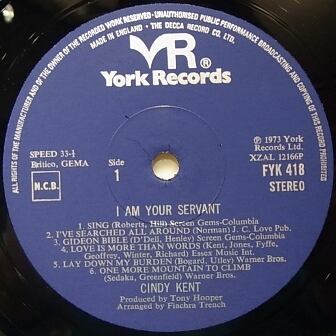 ALL RIGHTS OF THE MANUFACTURER AND OF THE OWNER OF THE RECORDED WORK RESERVED · UNAUTHORISED PUBLIC PERFORMANCE, BROADCASTING AND COPYING OF THIS RECORD PROHIBITED
MADE IN ENGLAND · THE DECCA RECORD CO. LTD.
YR ®
York Records
SPEED 33-⅓
Britico, GEMA
N.C.B.
Side
1
℗ 1973 York
Records Ltd.
XZAL 12166P
FYK 418
STEREO
I AM YOUR SERVANT
1. SING (Roberts, Hill) Screen Gems-Columbia
2. I'VE SEARCHED ALL AROUND (Norman) J. C. Love Pub.
3. GIDEON BIBLE (D'Dell, Henley) Screen Gems-Columbia
4. LOVE IS MORE THAN WORDS (Kent, Jones, Fyffe,
Geoffrey, Winter, Richard) Essex Music Int.
5. LAY DOWN MY BURDEN (Bogard, Utley) Warner Bros.
6. ONE MORE MOUNTAIN TO CLIMB
(Sedaka, Greenfield) Warner Bros.
CINDY KENT
Produced by Tony Hooper
Arranged by Fiachra Trench